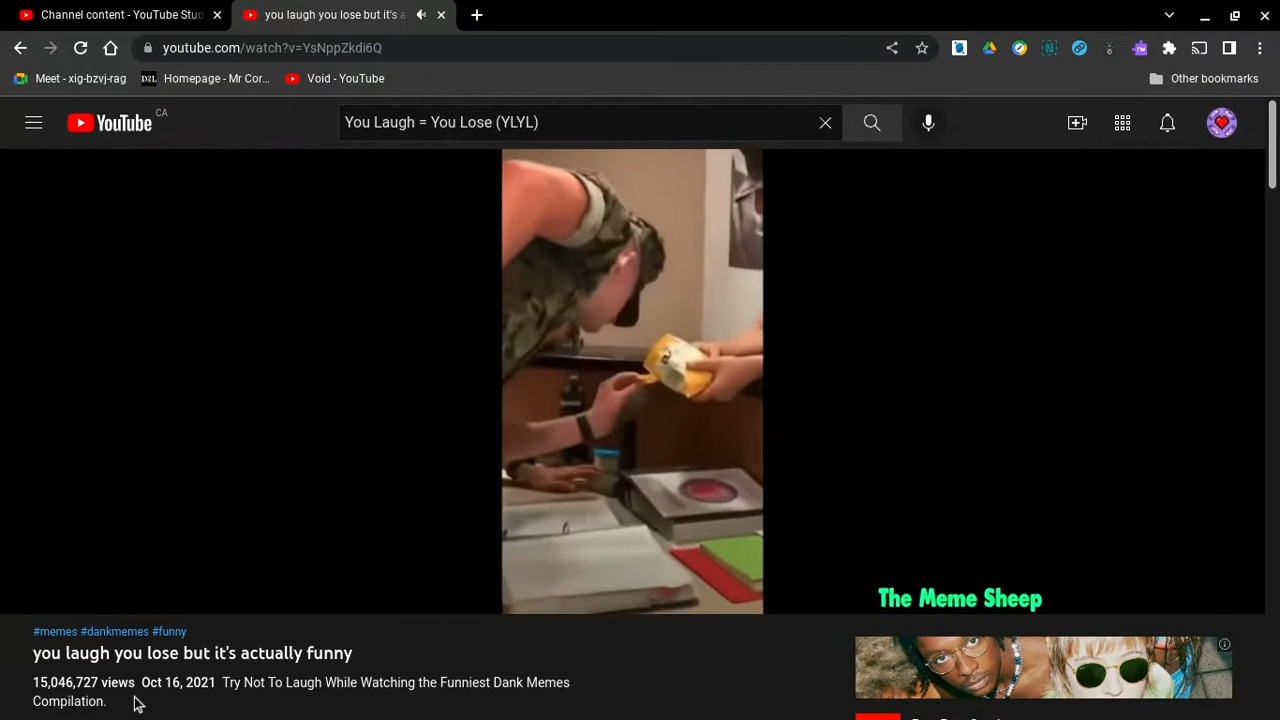 Channel content - YouTube Stud
you laugh you lose but it's a
youtube.com/watch?v=YsNppZkdi6Q
Meet - xig-bzvj-rag
D2L
Homepage - Mr Cor...
Void - YouTube
Other bookmarks
YouTube
CA
You Laugh = You Lose (YLYL)
The Meme Sheep
#memes #dankmemes #funny
you laugh you lose but it's actually funny
15,046,727 views Oct 16, 2021 Try Not To Laugh While Watching the Funniest Dank Memes
Compilation.